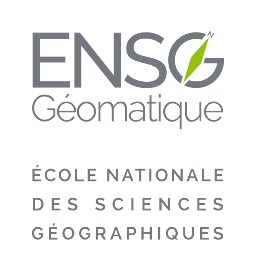 ENSG
Géomatique
ÉCOLE NATIONALE
DES SCIENCES
GÉOGRAPHIQUES